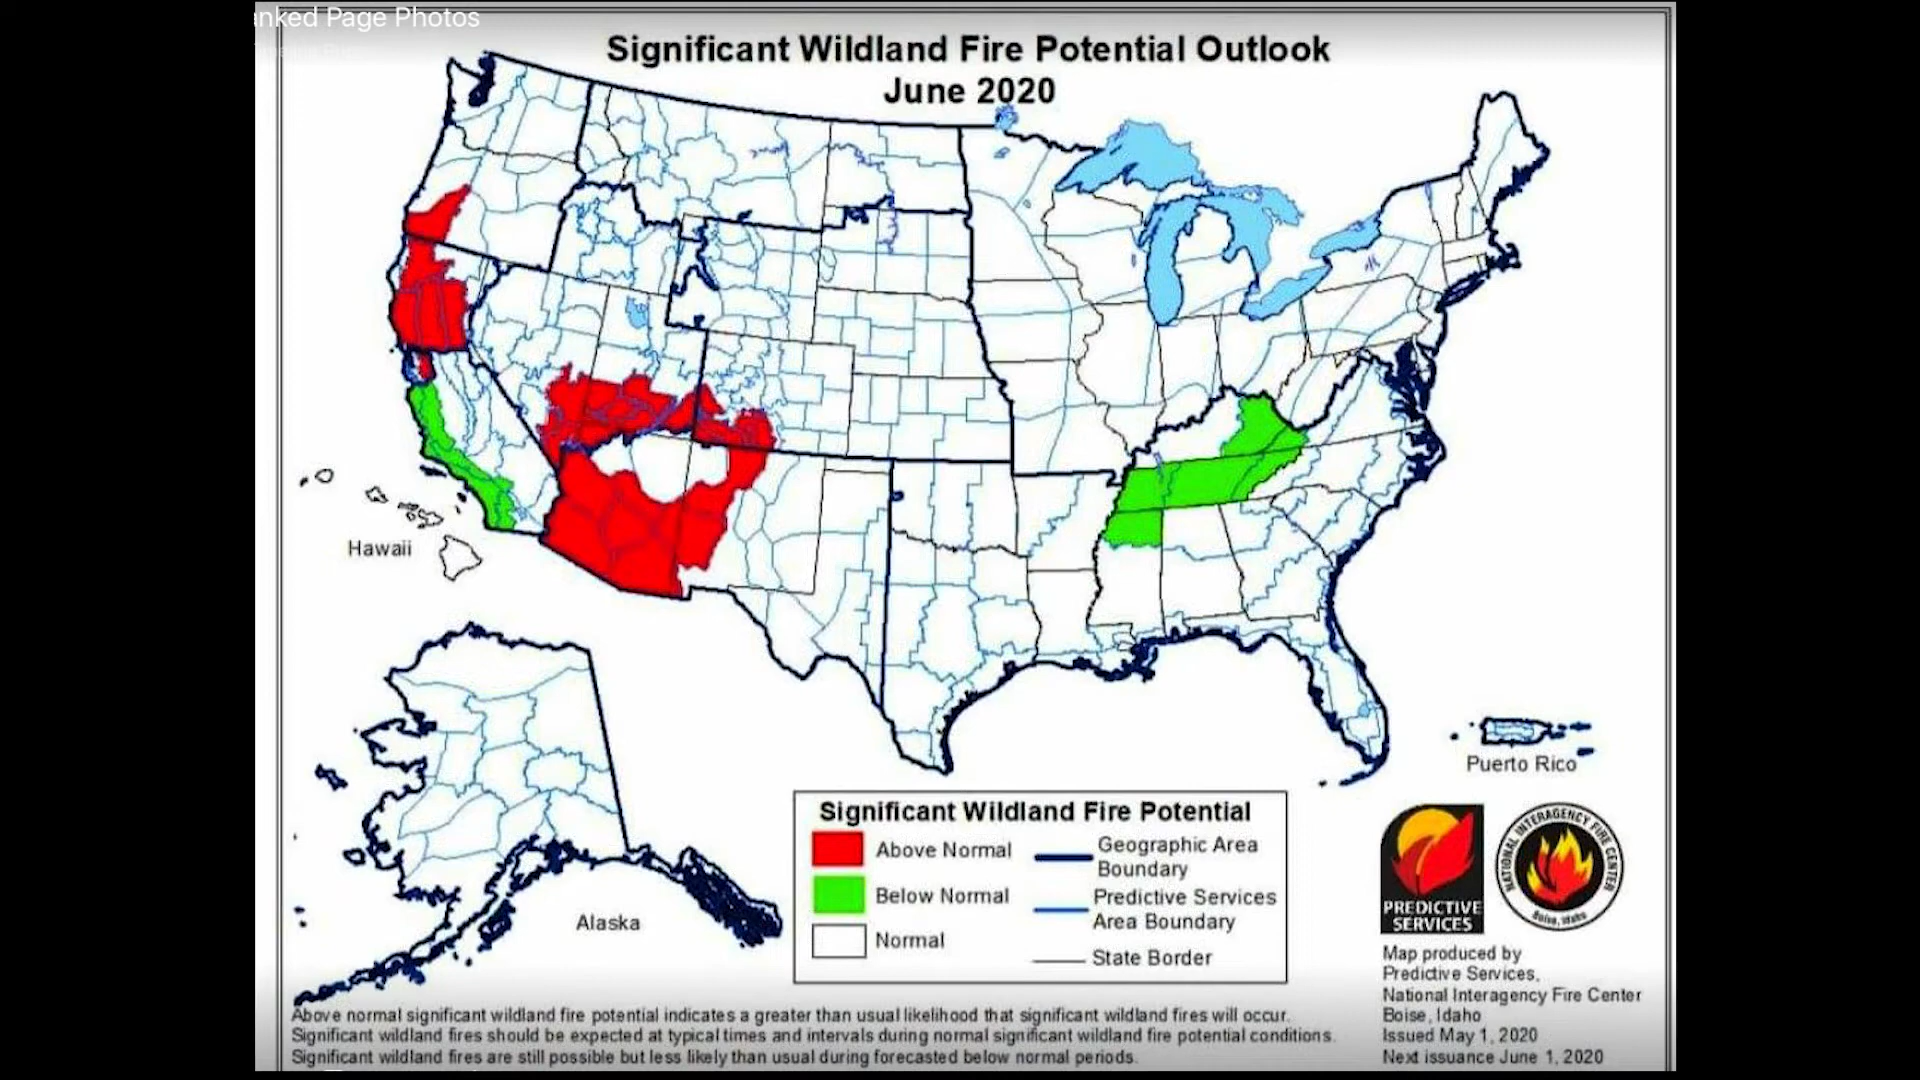 anked Page Photos
Significant Wildland Fire Potential Outlook
June 2020
Hawaii
Alaska
Puerto Rico
Significant Wildland Fire Potential
Above Normal
Below Normal
Normal
Geographic Area
Boundary
Predictive Services
Area Boundary
State Border
PREDICTIVE
SERVICES
NATIONAL INTERAGENCY FIRE CENTER
Boise, Idaho
Map produced by
Predictive Services,
National Interagency Fire Center
Boise, Idaho
Issued May 1, 2020
Next issuance June 1, 2020
Above normal significant wildland fire potential indicates a greater than usual likelihood that significant wildland fires will occur.
Significant wildland fires should be expected at typical times and intervals during normal significant wildland fire potential conditions.
Significant wildland fires are still possible but less likely than usual during forecasted below normal periods.